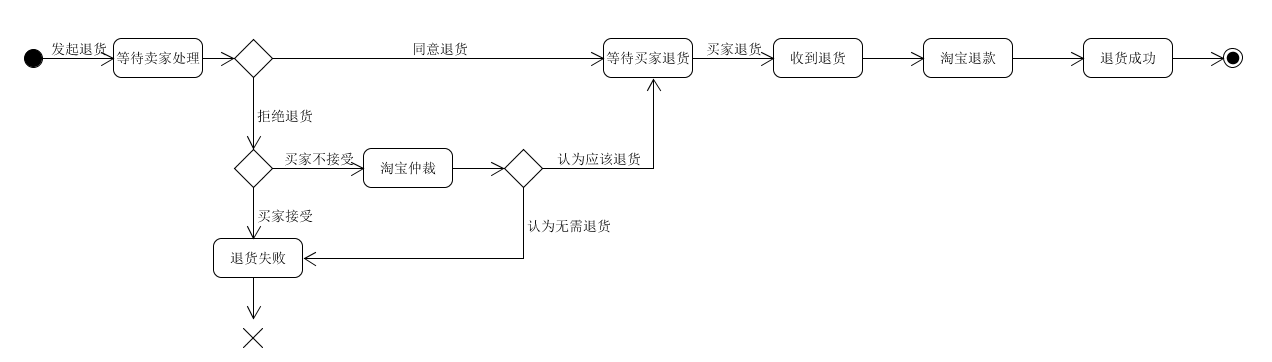 发起退货
等待卖家处理
同意退货
等待买家退货
买家退货
收到退货
淘宝退款
退货成功
拒绝退货
买家不接受
淘宝仲裁
认为应该退货
买家接受
认为无需退货
退货失败